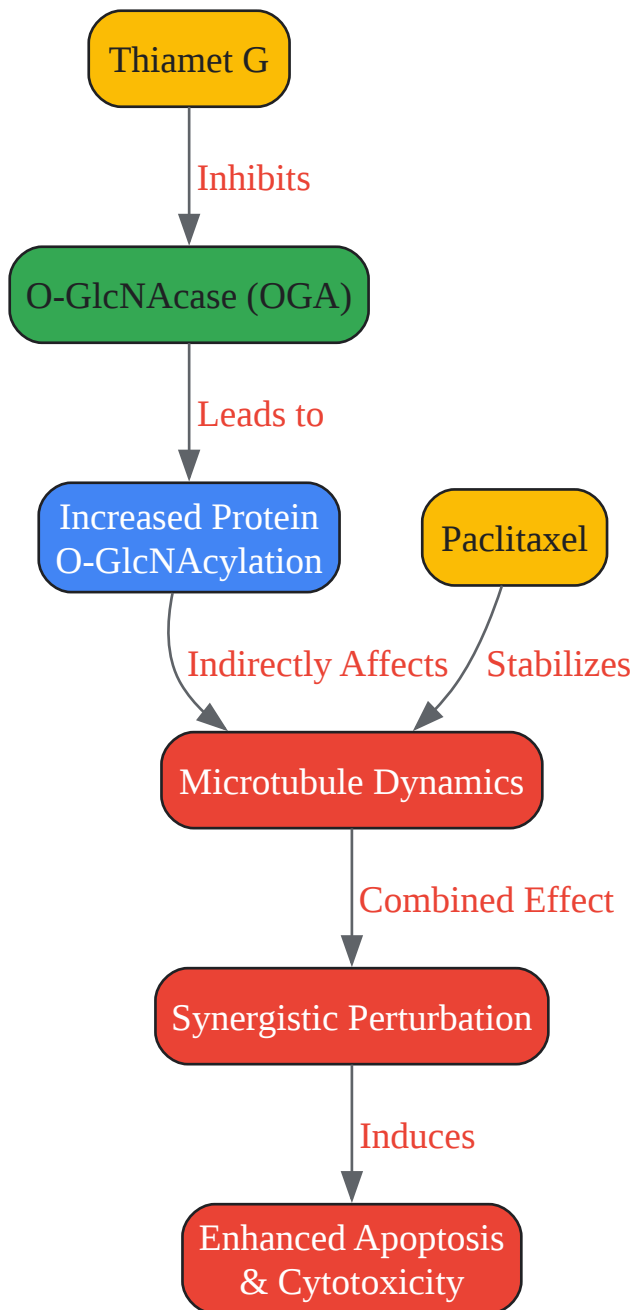 Thiamet G
Inhibits
O-GlcNAcase (OGA)
Leads to
Increased Protein
O-GlcNAcylation
Paclitaxel
Indirectly Affects
Stabilizes
Microtubule Dynamics
Combined Effect
Synergistic Perturbation
Induces
Enhanced Apoptosis
& Cytotoxicity